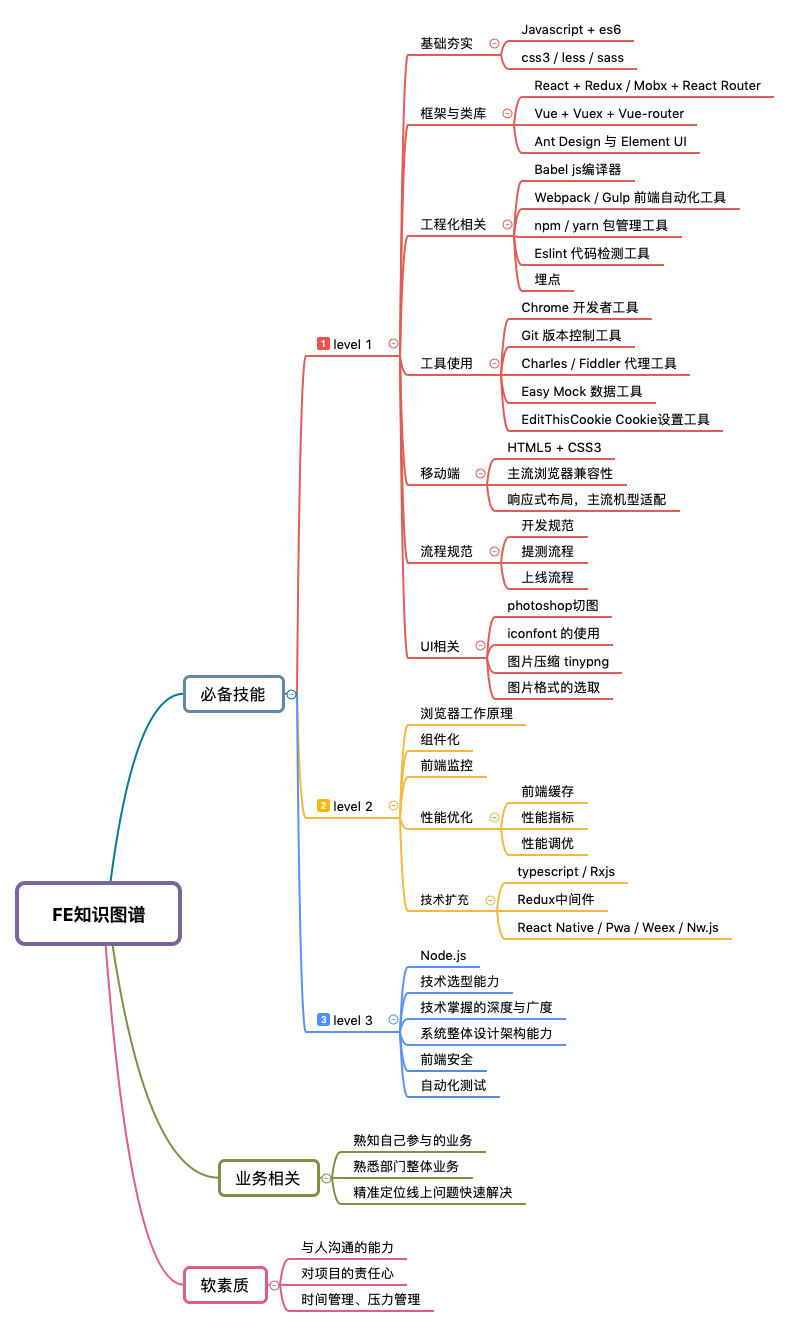 FE知识图谱
必备技能
1 level 1
基础夯实
Javascript + es6
css3 / less / sass
框架与类库
React + Redux / Mobx + React Router
Vue + Vuex + Vue-router
Ant Design 与 Element UI
工程化相关
Babel js编译器
Webpack / Gulp 前端自动化工具
npm / yarn 包管理工具
Eslint 代码检测工具
埋点
工具使用
Chrome 开发者工具
Git 版本控制工具
Charles / Fiddler 代理工具
Easy Mock 数据工具
EditThisCookie Cookie设置工具
移动端
HTML5 + CSS3
主流浏览器兼容性
响应式布局，主流机型适配
流程规范
开发规范
提测流程
上线流程
UI相关
photoshop切图
iconfont 的使用
图片压缩 tinypng
图片格式的选取
2 level 2
浏览器工作原理
组件化
前端监控
性能优化
前端缓存
性能指标
性能调优
技术扩充
typescript / Rxjs
Redux中间件
React Native / Pwa / Weex / Nw.js
3 level 3
Node.js
技术选型能力
技术掌握的深度与广度
系统整体设计架构能力
前端安全
自动化测试
业务相关
熟知自己参与的业务
熟悉部门整体业务
精准定位线上问题快速解决
软素质
与人沟通的能力
对项目的责任心
时间管理、压力管理